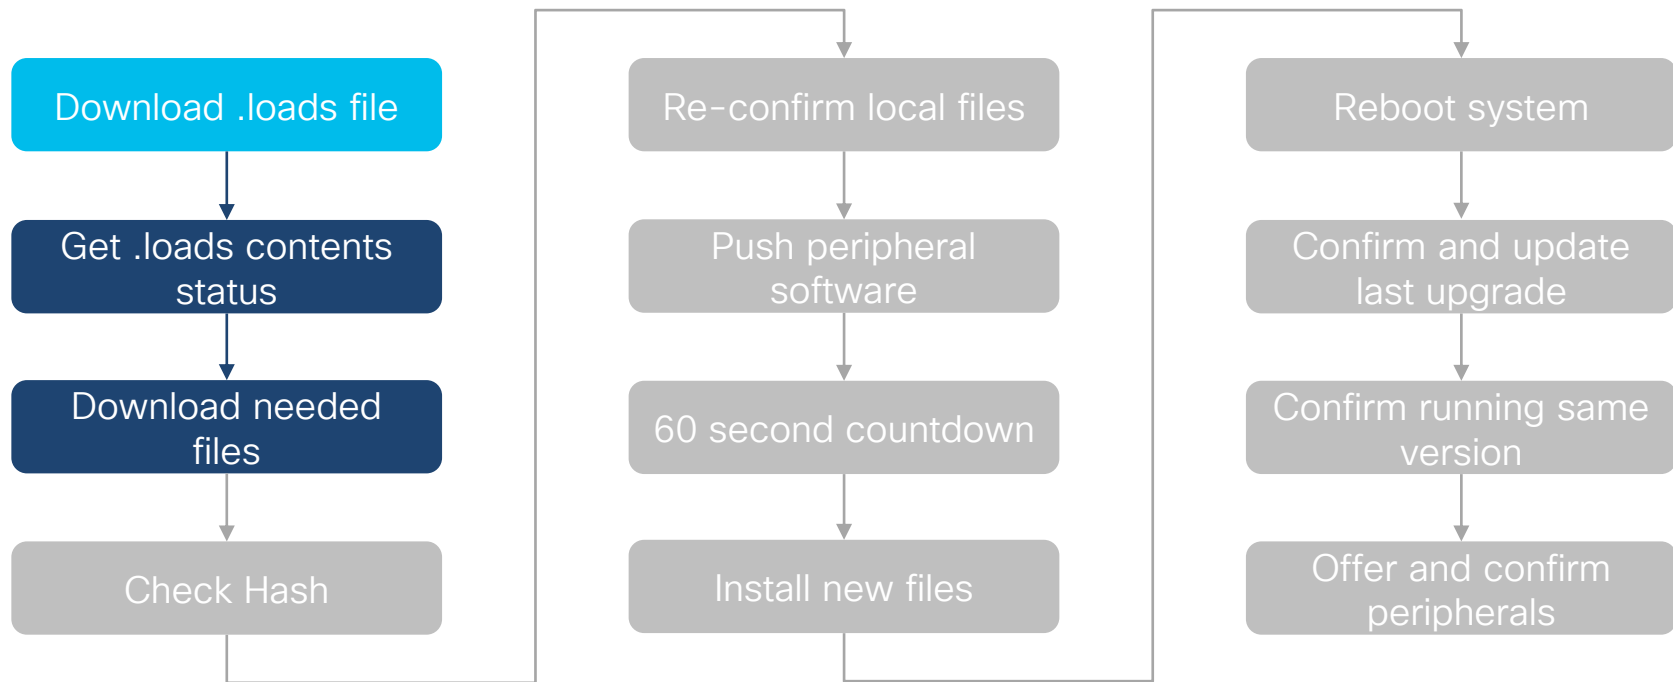 Download .loads file
Get .loads contents
status
Download needed
files
Check Hash
Re-confirm local files
Push peripheral
software
60 second countdown
Install new files
Reboot system
Confirm and update
last upgrade
Confirm running same
version
Offer and confirm
peripherals